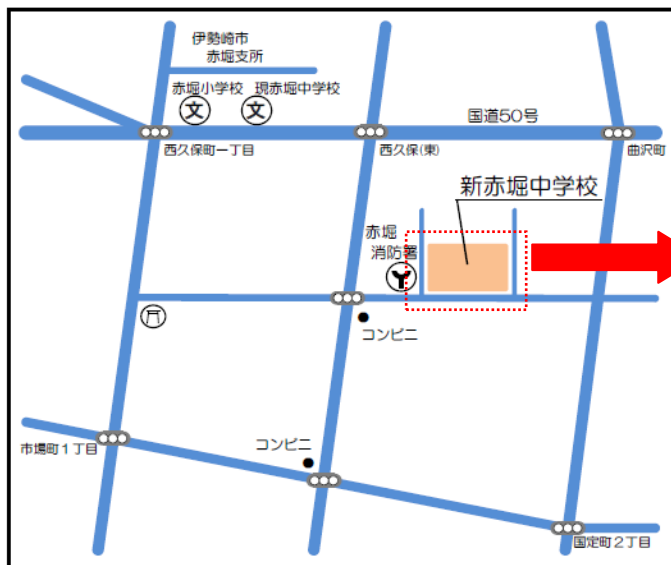 伊勢崎市
赤堀支所
赤堀小学校 現赤堀中学校
文 文
国道50号
西久保町一丁目
西久保(東)
曲沢町
新赤堀中学校
赤堀
消防署
コンビニ
コンビニ
市場町1丁目
国定町2丁目